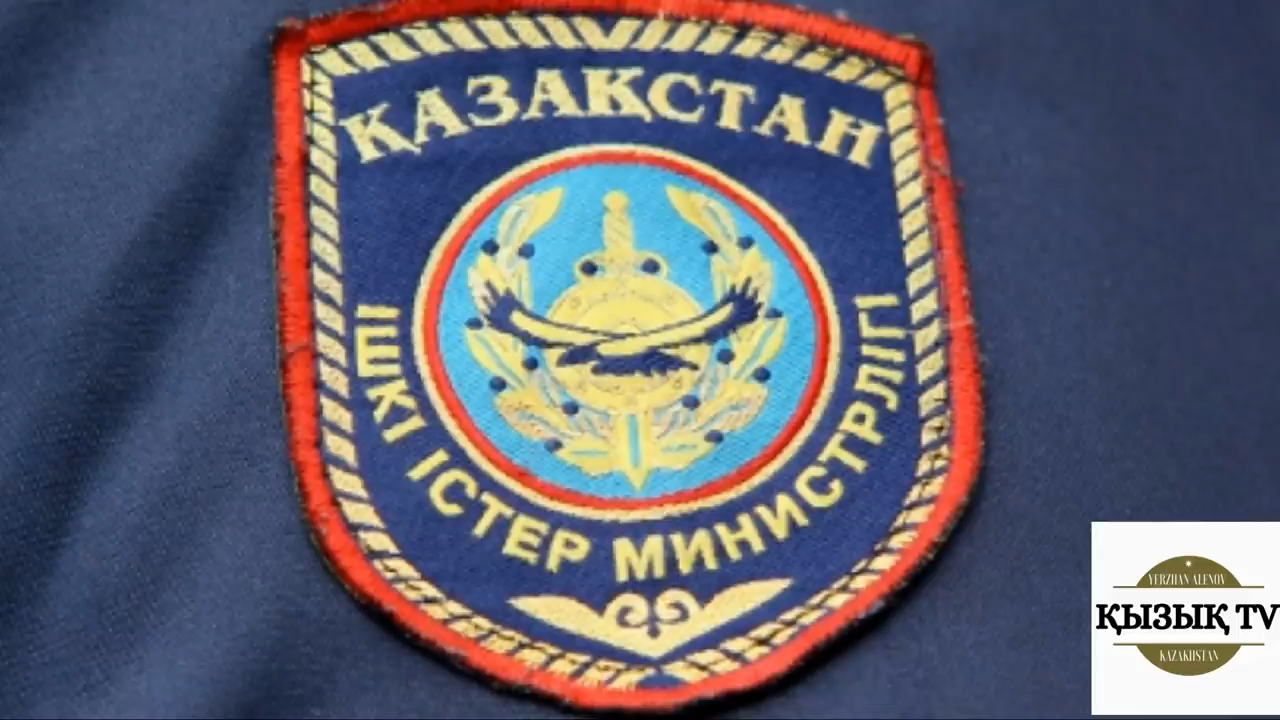 ҚАЗАҚСТАН
ІШКІ ІСТЕР МИНИСТРЛІГІ
YERZHAN ALENOV
ҚЫЗЫҚ TV
KAZAKHSTAN